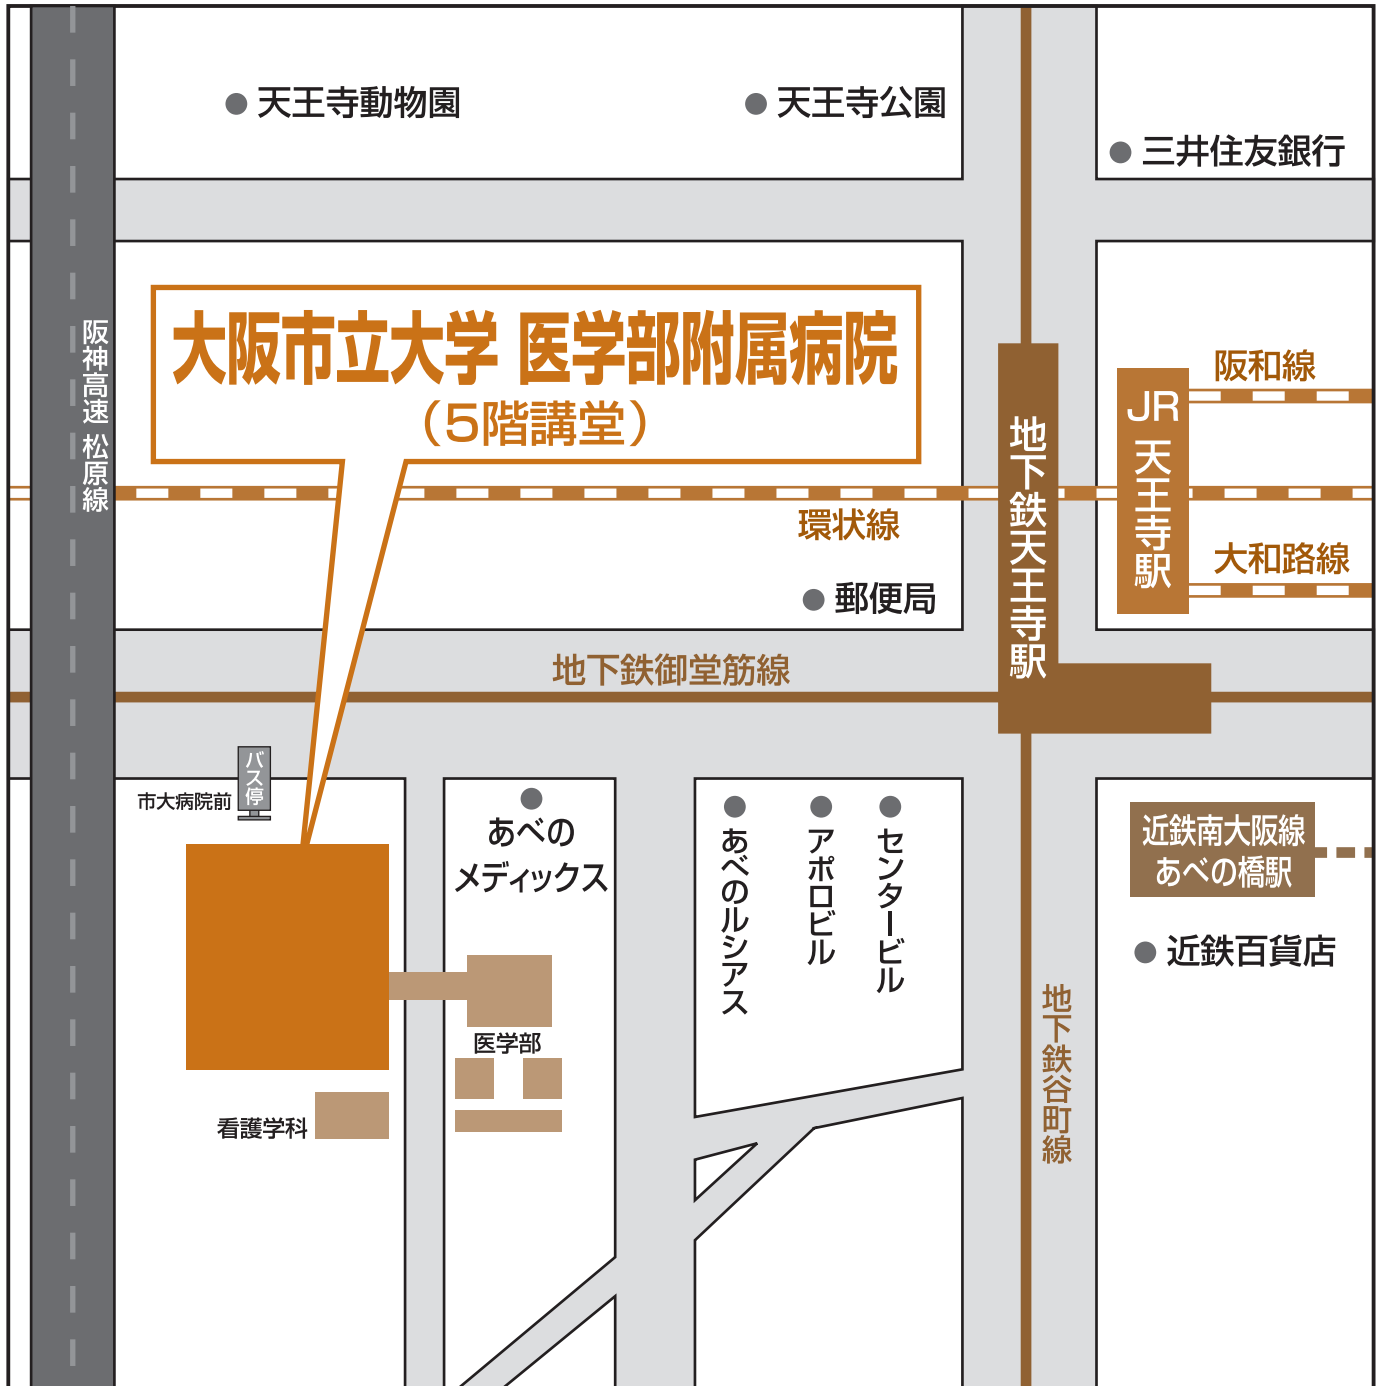 天王寺動物園
天王寺公園
三井住友銀行
阪神高速 松原線
大阪市立大学 医学部附属病院
（5階講堂）
阪和線
JR
天王寺駅
地下鉄天王寺駅
環状線
大和路線
郵便局
地下鉄御堂筋線
バス停
市大病院前
あべの
メディックス
あべのルシアス
アポロビル
センタービル
近鉄南大阪線
あべの橋駅
近鉄百貨店
地下鉄谷町線
医学部
看護学科